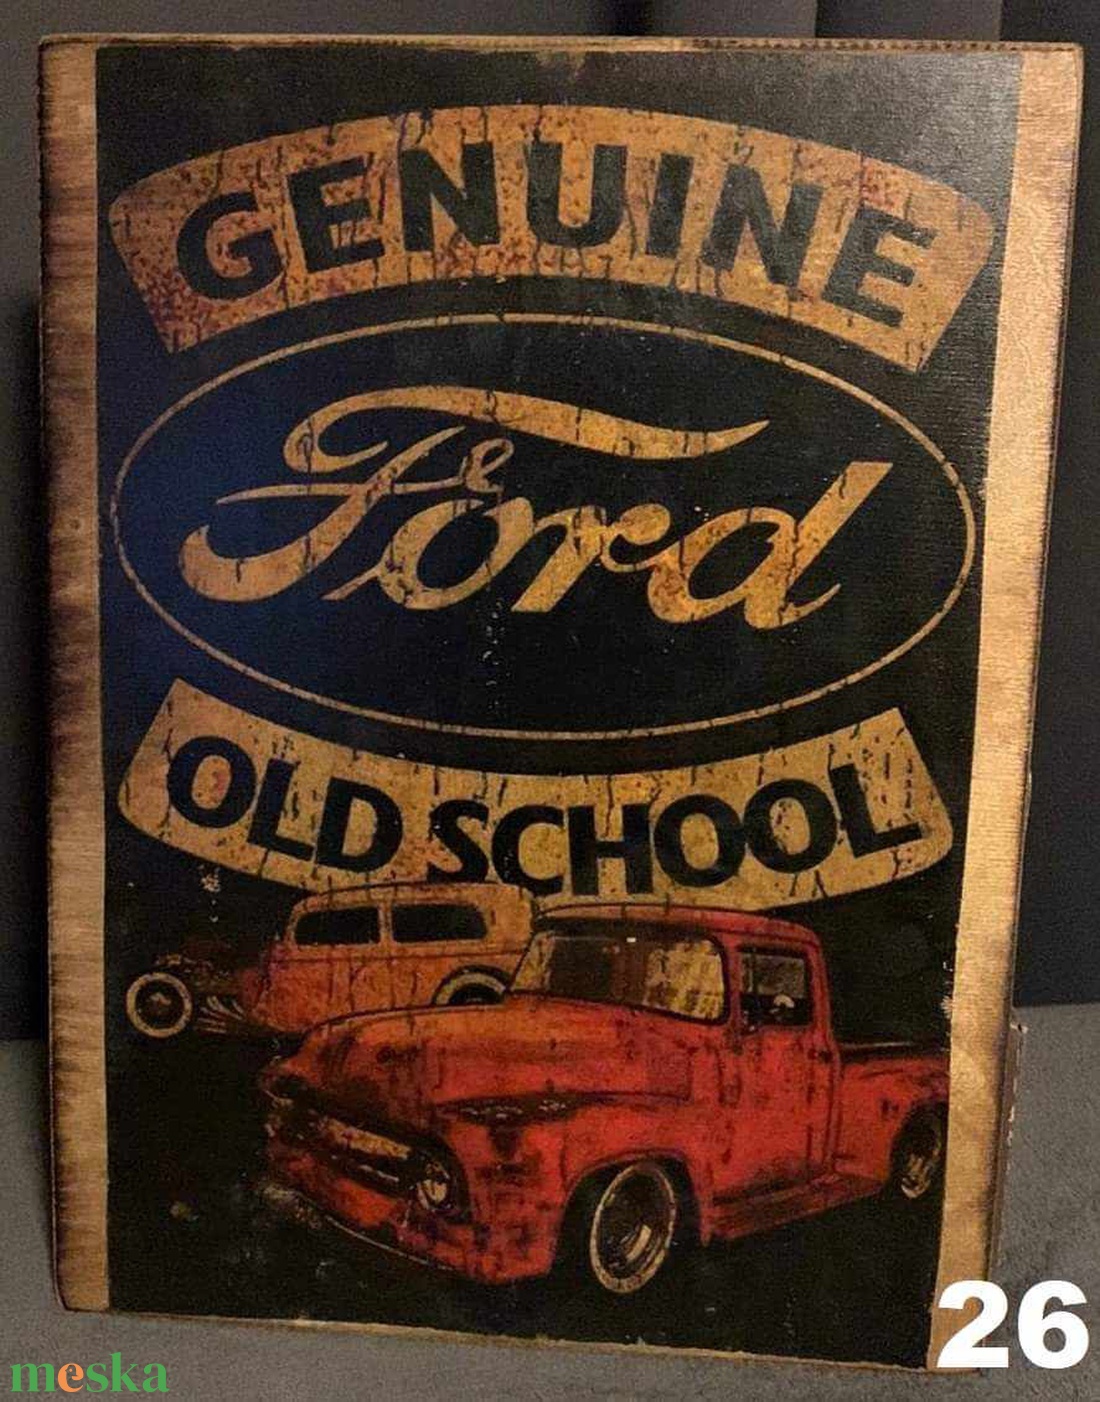 GENUINE
Ford
OLD SCHOOL
26
meska